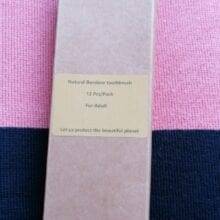 Natural Bamboo toothbrush
12 Pcs/Pack
For Adult
Let us protect the beautiful planet